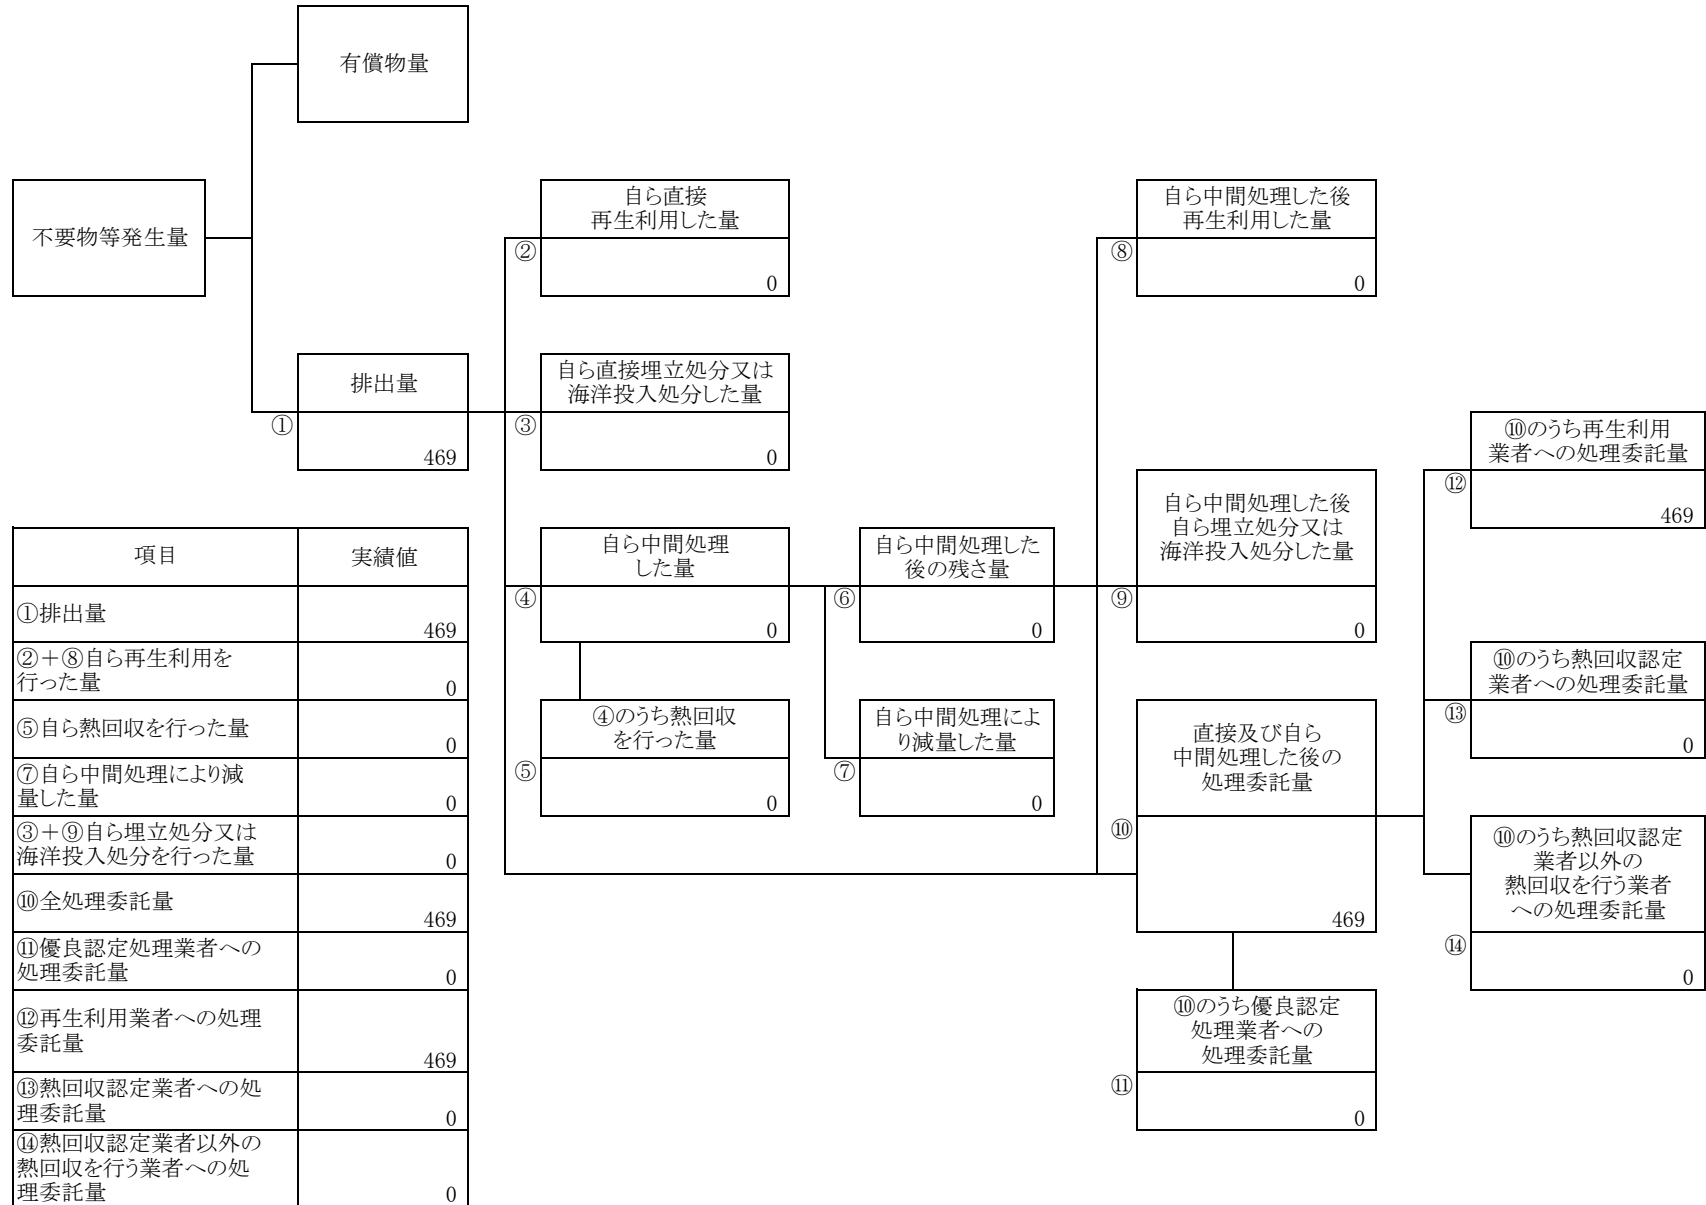 有償物量
不要物等発生量
排出量
①
469
自ら直接
再生利用した量
②
0
自ら直接埋立処分又は
海洋投入処分した量
③
0
自ら中間処理
した量
④
0
④のうち熱回収
を行った量
⑤
0
自ら中間処理した
後の残さ量
⑥
0
自ら中間処理によ
り減量した量
⑦
0
自ら中間処理した後
再生利用した量
⑧
0
自ら中間処理した後
自ら埋立処分又は
海洋投入処分した量
⑨
0
直接及び自ら
中間処理した後の
処理委託量
⑩
469
⑩のうち優良認定
処理業者への
処理委託量
⑪
0
⑩のうち再生利用
業者への処理委託量
⑫
469
⑩のうち熱回収認定
業者への処理委託量
⑬
0
⑩のうち熱回収認定
業者以外の
熱回収を行う業者
への処理委託量
⑭
0
項目 実績値
①排出量
469
②+⑧自ら再生利用を
行った量
0
⑤自ら熱回収を行った量
0
⑦自ら中間処理により減
量した量
0
③+⑨自ら埋立処分又は
海洋投入処分を行った量
0
⑩全処理委託量
469
⑪優良認定処理業者への
処理委託量
0
⑫再生利用業者への処理
委託量
469
⑬熱回収認定業者への処
理委託量
0
⑭熱回収認定業者以外の
熱回収を行う業者への処
理委託量
0